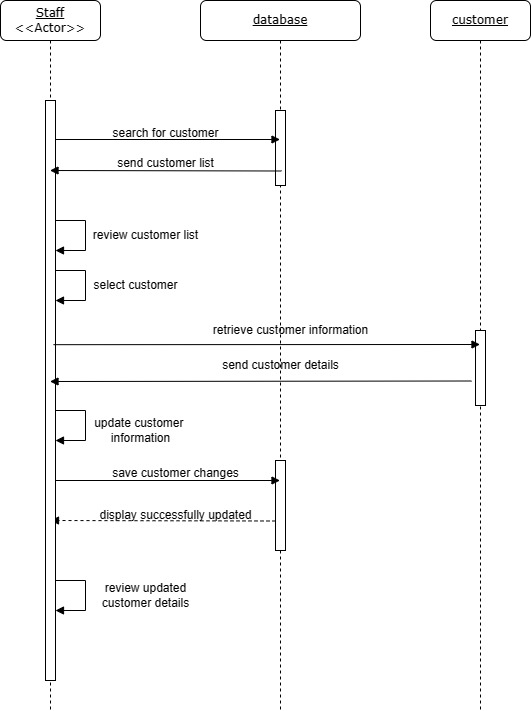 Staff
<<Actor>>
database
customer
search for customer
send customer list
review customer list
select customer
retrieve customer information
send customer details
update customer
information
save customer changes
display successfully updated
review updated
customer details